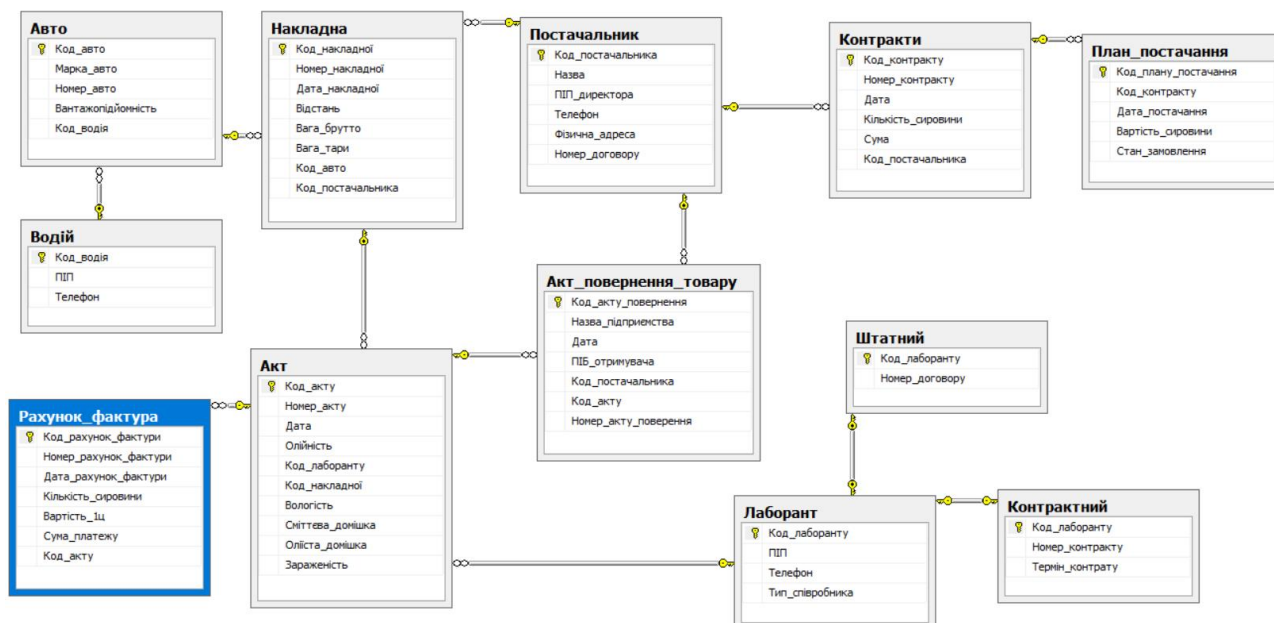 Авто
Код_авто
Марка_авто
Номер_авто
Вантажопідйомність
Код_водія
Накладна
Код_накладної
Номер_накладної
Дата_накладної
Відстань
Вага_брутто
Вага_тари
Код_авто
Код_постачальника
Постачальник
Код_постачальника
Назва
ПІП_директора
Телефон
Фізична_адреса
Номер_договору
Контракти
Код_контракту
Номер_контракту
Дата
Кількість_сировини
Сума
Код_постачальника
План_постачання
Код_плану_постачання
Код_контракту
Дата_постачання
Вартість_сировини
Стан_замовлення
Водій
Код_водія
ПІП
Телефон
Акт_повернення_товару
Код_акту_повернення
Назва_підприємства
Дата
ПІБ_отримувача
Код_постачальника
Код_акту
Номер_акту_поверення
Штатний
Код_лаборанту
Номер_договору
Акт
Код_акту
Номер_акту
Дата
Олійність
Код_лаборанту
Код_накладної
Вологість
Сміттєва_домішка
Оліїста_домішка
Зараженість
Рахунок_фактура
Код_рахунок_фактури
Номер_рахунок_фактури
Дата_рахунок_фактури
Кількість_сировини
Вартість_1ц
Сума_платежу
Код_акту
Лаборант
Код_лаборанту
ПІП
Телефон
Тип_співробника
Контрактний
Код_лаборанту
Номер_контракту
Термін_контрату